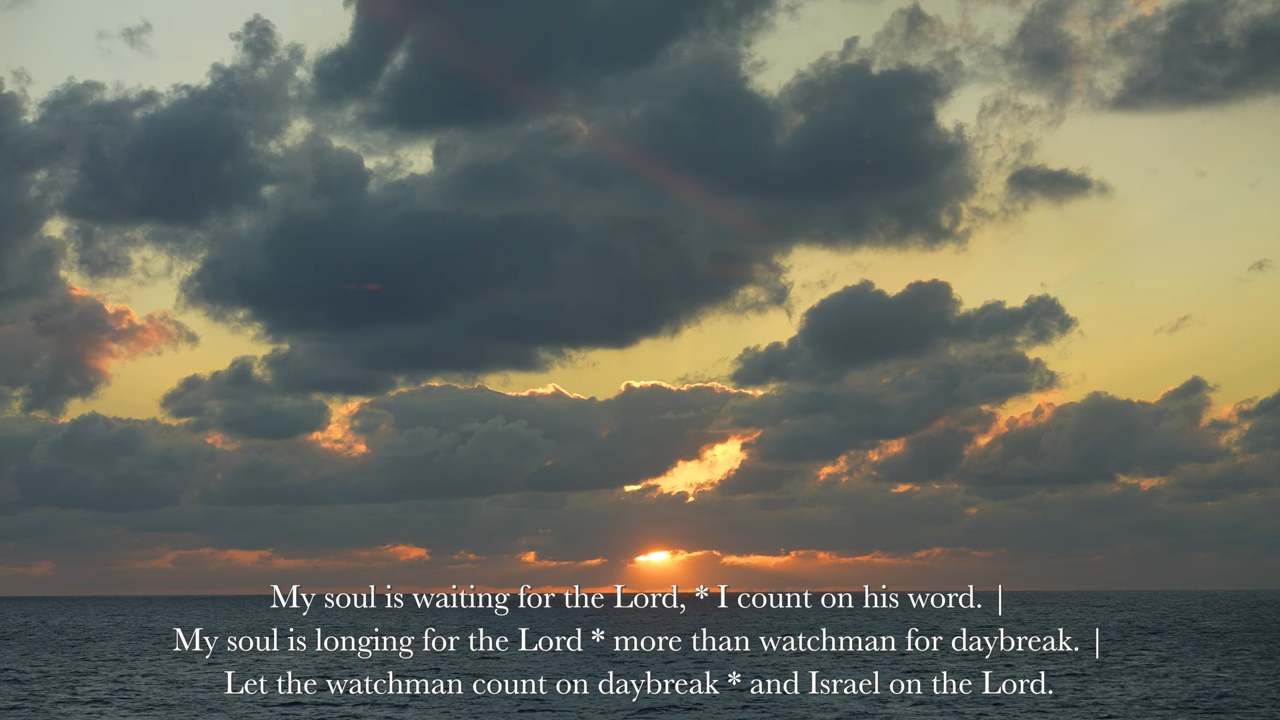 My soul is waiting for the Lord, * I count on his word. |
My soul is longing for the Lord * more than watchman for daybreak. |
Let the watchman count on daybreak * and Israel on the Lord.